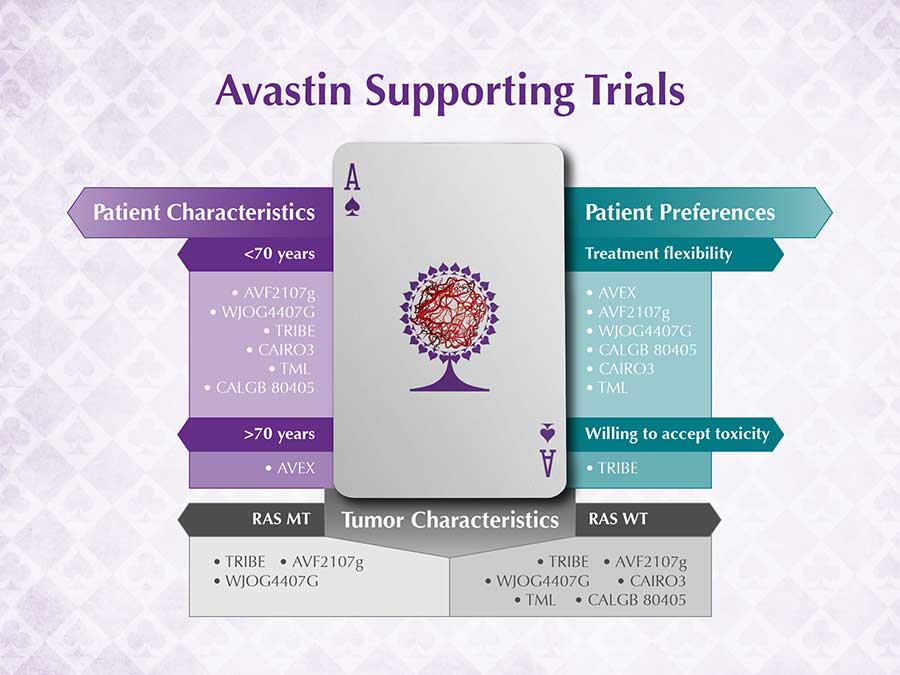 Avastin Supporting Trials
A
Patient Characteristics
<70 years
• AVF2107g
• WJOG4407G
• TRIBE
• CAIRO3
• TML
• CALGB 80405
>70 years
• AVEX
Patient Preferences
Treatment flexibility
• AVEX
• AVF2107g
• WJOG4407G
• CALGB 80405
• CAIRO3
• TML
Willing to accept toxicity
• TRIBE
A
Tumor Characteristics
RAS MT
• TRIBE • AVF2107g
• WJOG4407G
RAS WT
• TRIBE • AVF2107g
• WJOG4407G • CAIRO3
• TML • CALGB 80405